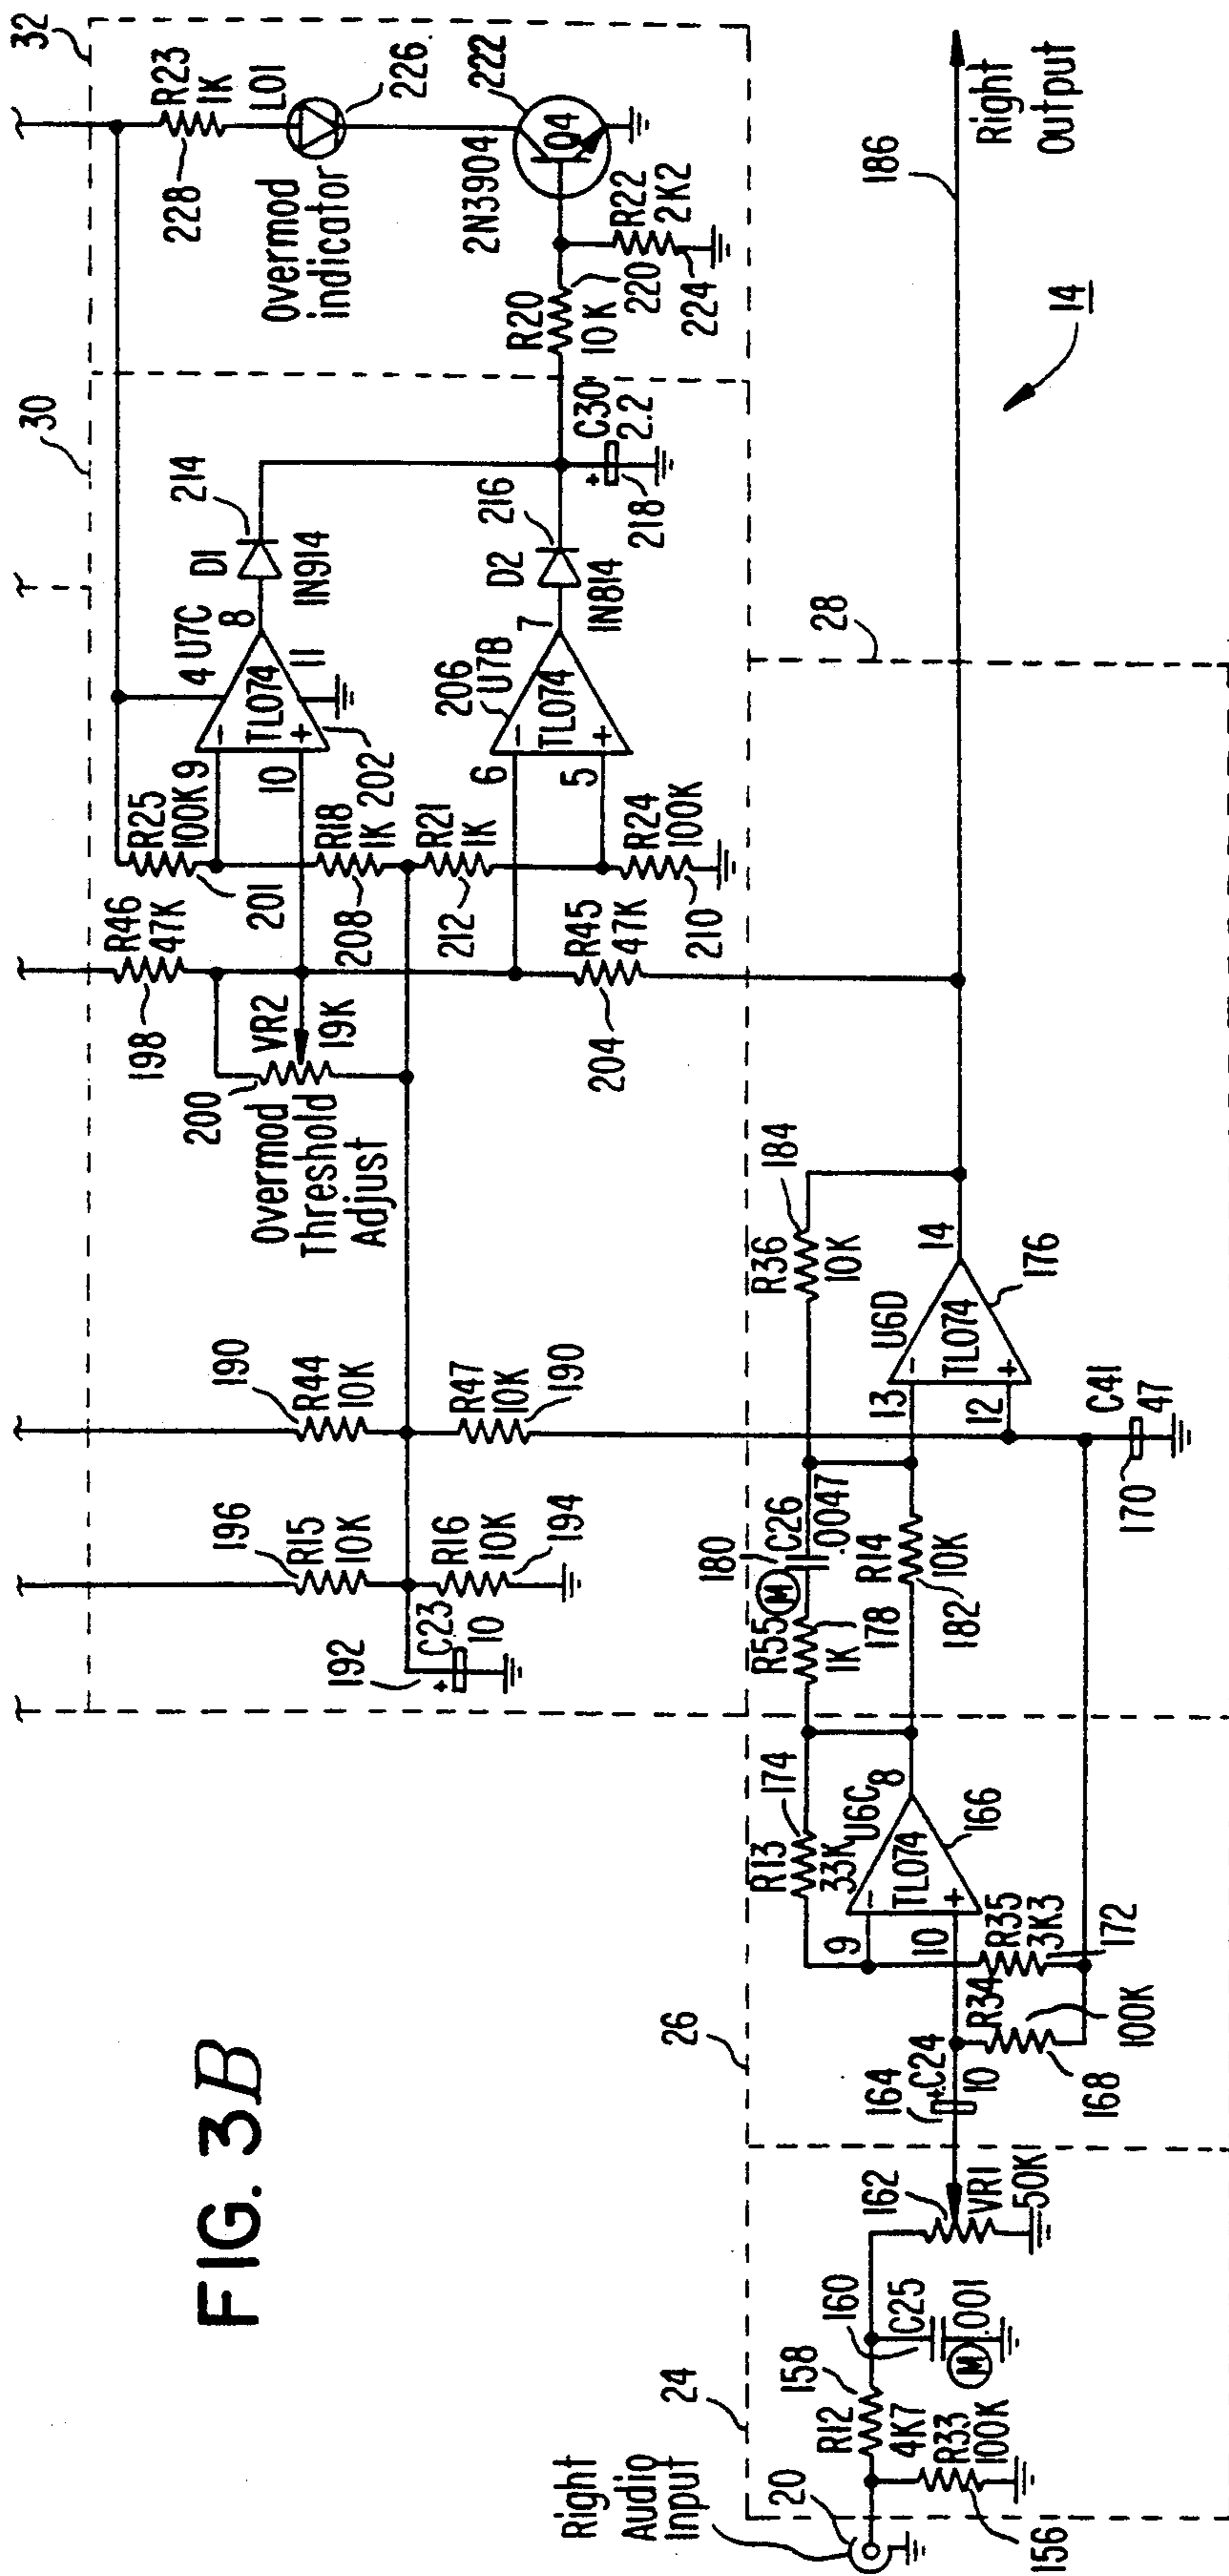 FIG. 3B
32
30
R23
1K
228
LO1
226.
Overmod
indicator
2N3904
222
Q4
R22
2K2
224
R20
10K
220
C30
2.2
+
218
214
D1
1N914
216
D2
1N814
U7C
4
8
11
9
10
-
TL074
+
202
206
U7B
7
6
5
-
TL074
+
R25
100K
201
R18
1K
208
R21
1K
212
R24
100K
210
R46
47K
198
R45
47K
204
VR2
19K
200
Overmod
Threshold
Adjust
190
R44
10K
R47
10K
190
196
R15
10K
R16
10K
194
192
C23
10
+
186
Right
Output
14
28
184
R36
10K
U6D
14
13
12
-
TL074
+
176
C41
47
170
180
M
C26
.0047
R55
1K
178
R14
10K
182
174
R13
33K
U6C
8
9
10
-
TL074
+
166
R35
3K3
172
R34
100K
168
26
164
+
C24
10
162
VR1
50K
160
C25
M
.001
158
R12
4K7
R33
100K
156
24
20
Right
Audio
Input